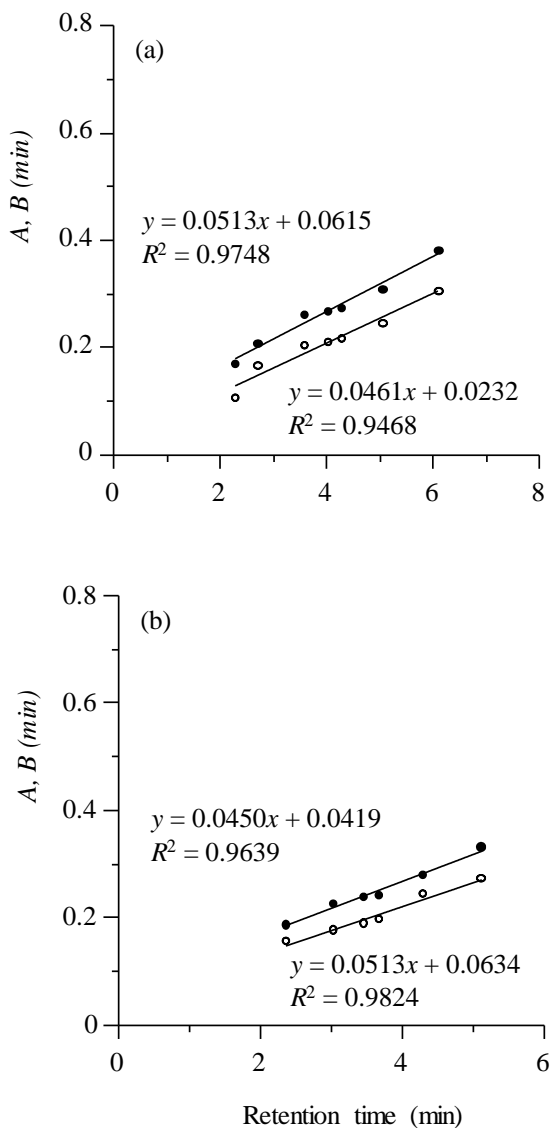 (a)
0.8
0.6
A, B (min)
0.4
y = 0.0513x + 0.0615
R² = 0.9748
0.2
y = 0.0461x + 0.0232
R² = 0.9468
0
0 2 4 6 8
(b)
0.8
0.6
A, B (min)
0.4
y = 0.0450x + 0.0419
R² = 0.9639
0.2
y = 0.0513x + 0.0634
R² = 0.9824
0
0 2 4 6
Retention time (min)